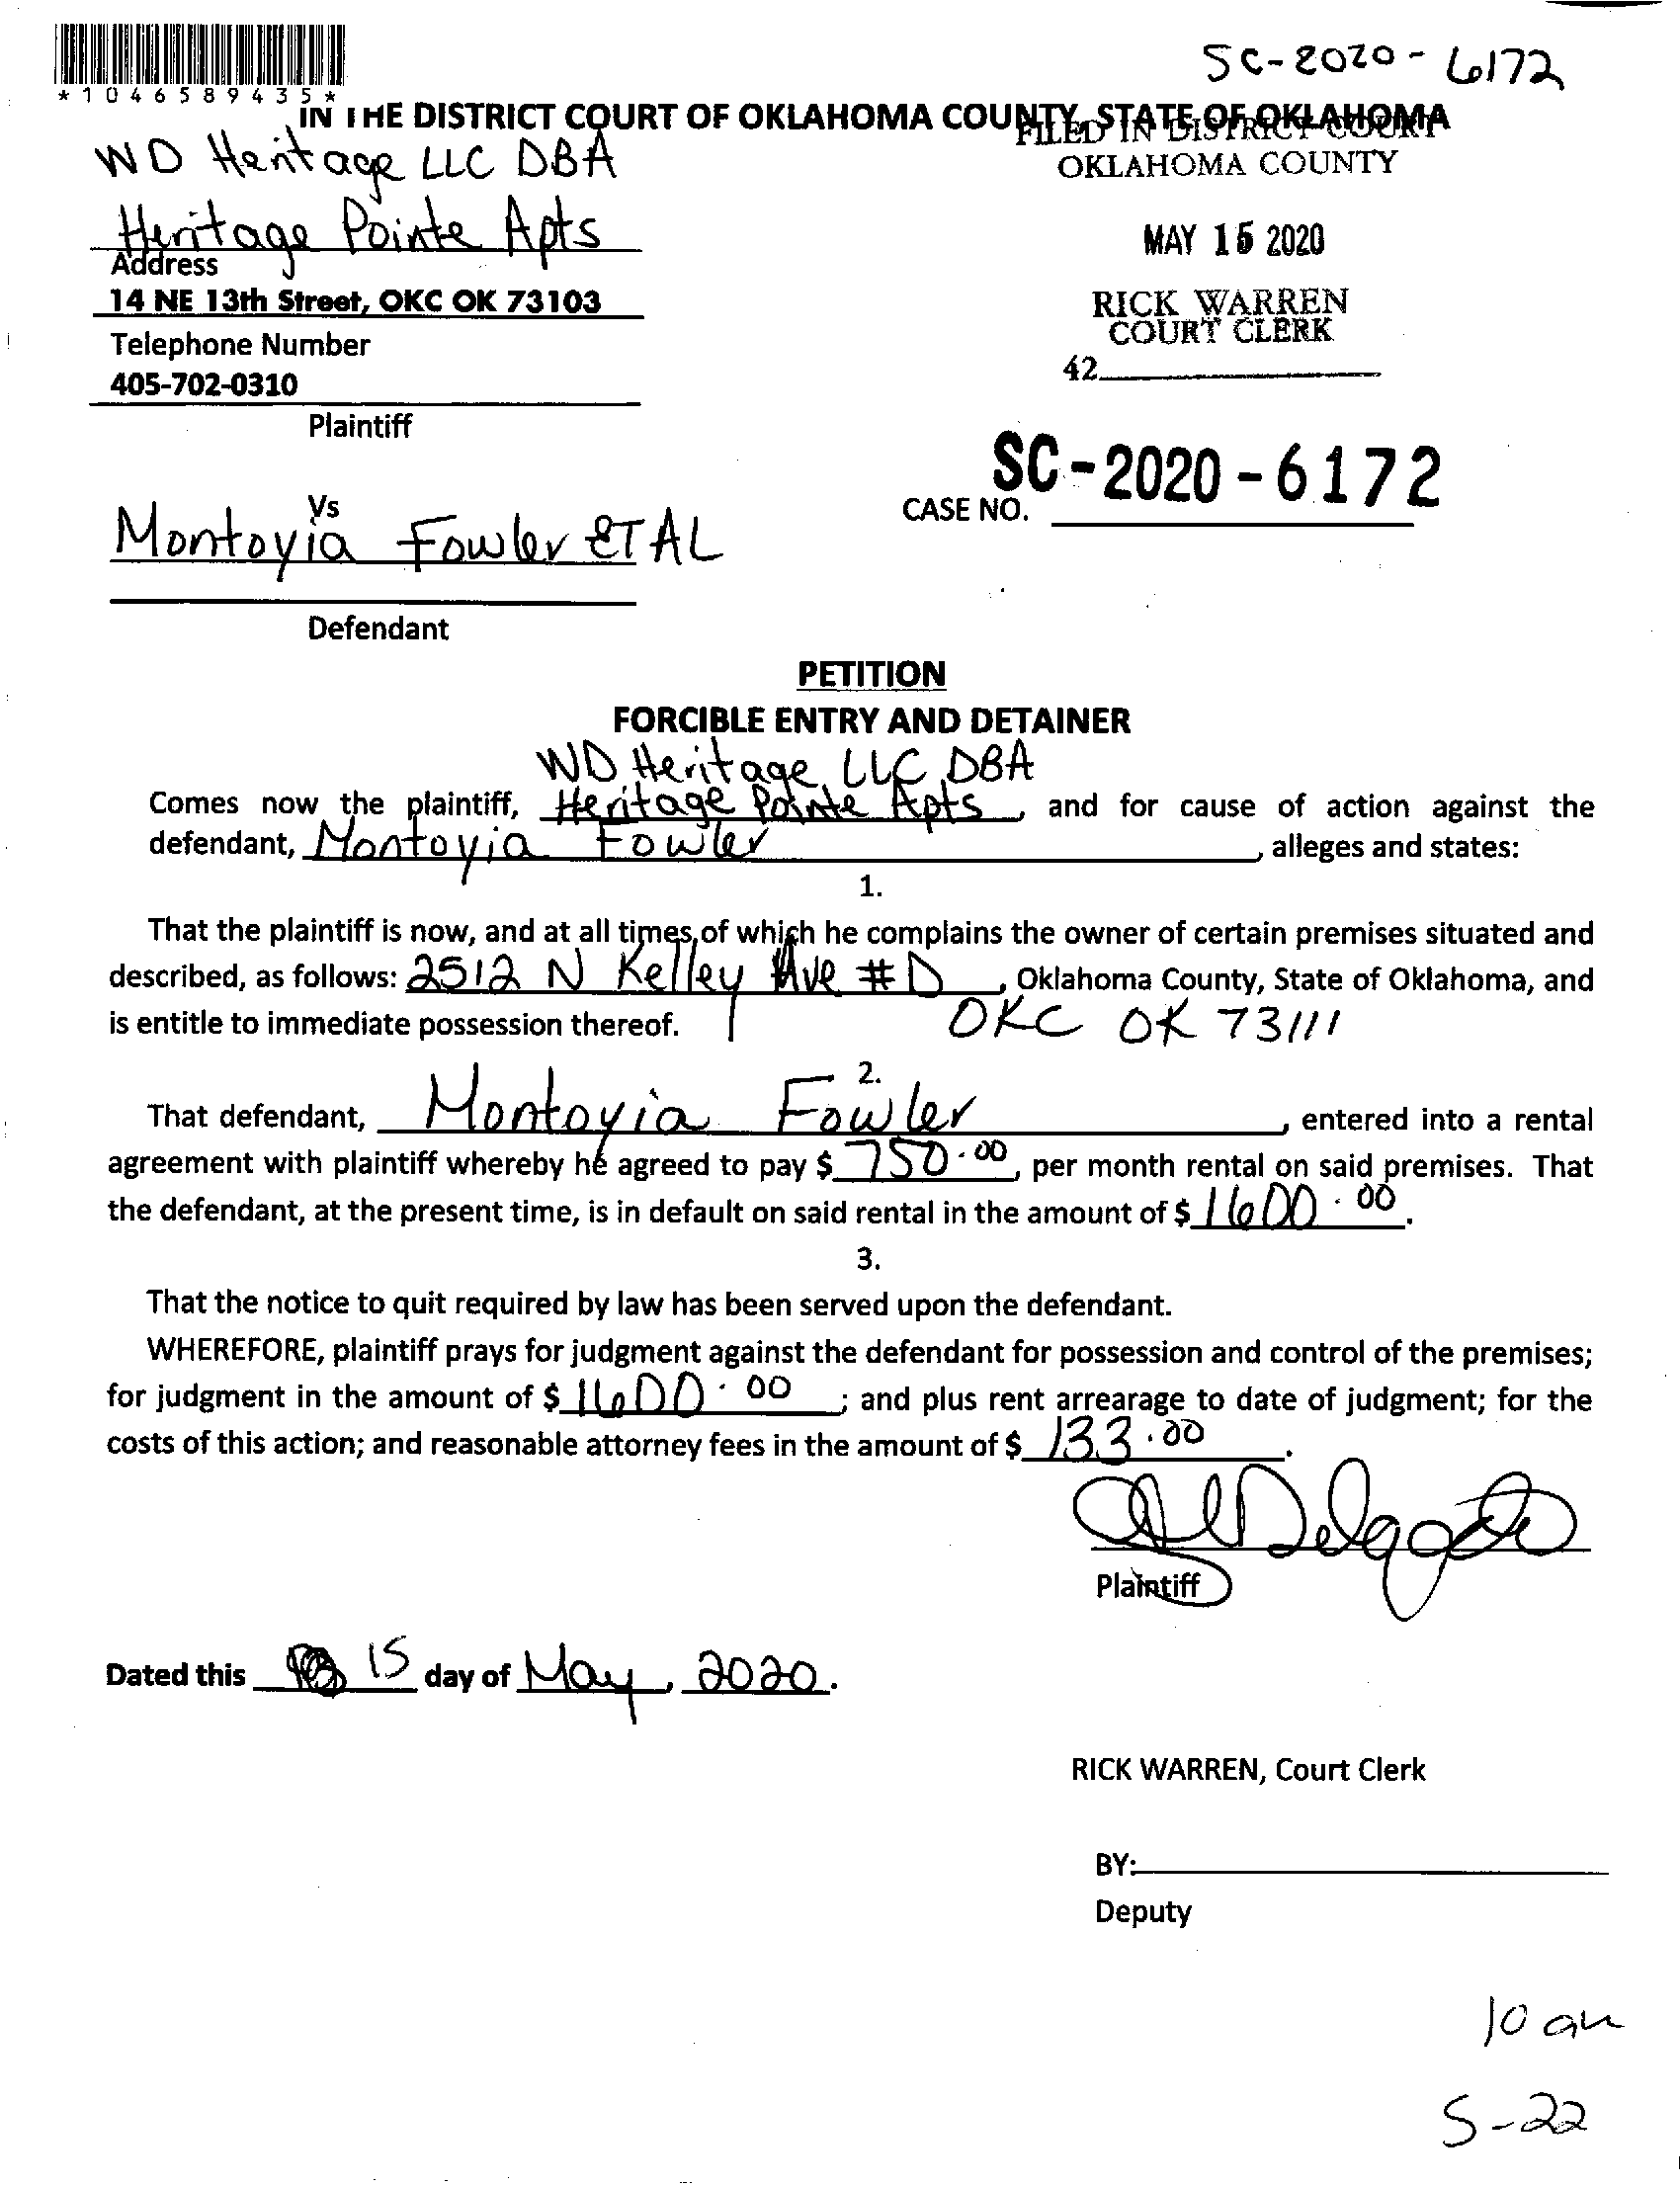 SC-2020-6172
*1046589435*
IN THE DISTRICT COURT OF OKLAHOMA COUNTY, STATE OF OKLAHOMA
FILED IN DISTRICT COURT
OKLAHOMA COUNTY
MAY 15 2020
RICK WARREN
COURT CLERK
42
WD Heritage LLC DBA
Heritage Pointe Apts
Address
14 NE 13th Street, OKC OK 73103
Telephone Number
405-702-0310
Plaintiff
Vs
Montoyia Fowler ET AL
Defendant
SC-2020-6172
CASE NO.
PETITION
FORCIBLE ENTRY AND DETAINER
WD Heritage LLC DBA
Comes now the plaintiff, Heritage Pointe Apts, and for cause of action against the
defendant, Montoyia Fowler, alleges and states:
1.
That the plaintiff is now, and at all times,of which he complains the owner of certain premises situated and
described, as follows: 2512 N Kelley Ave #D, Oklahoma County, State of Oklahoma, and
is entitle to immediate possession thereof. OKC OK 73111
2.
That defendant, Montoyia Fowler, entered into a rental
agreement with plaintiff whereby he agreed to pay $ 750.00, per month rental on said premises. That
the defendant, at the present time, is in default on said rental in the amount of $ 1600.00.
3.
That the notice to quit required by law has been served upon the defendant.
WHEREFORE, plaintiff prays for judgment against the defendant for possession and control of the premises;
for judgment in the amount of $ 1600.00; and plus rent arrearage to date of judgment; for the
costs of this action; and reasonable attorney fees in the amount of $ 133.00.
Delgado
Plaintiff
Dated this 15 day of May, 2020.
RICK WARREN, Court Clerk
BY:
Deputy
10 am
5-22